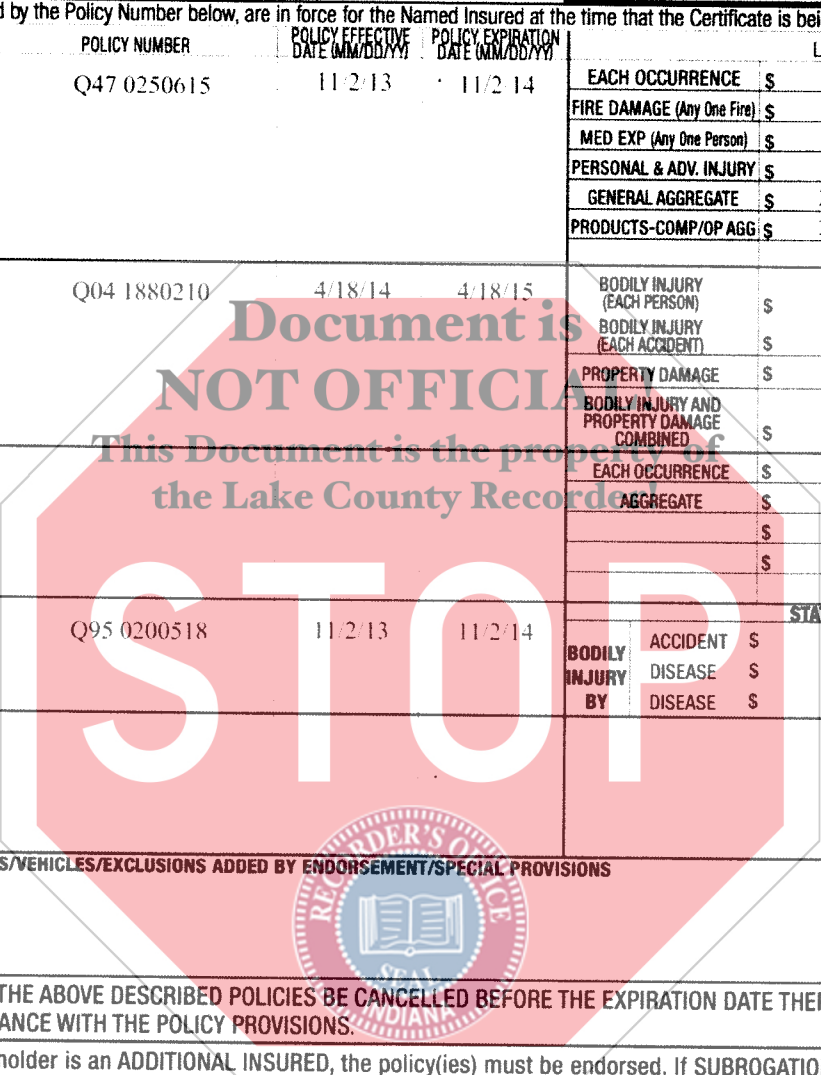 d by the Policy Number below, are in force for the Named Insured at the time that the Certificate is bei
POLICY NUMBER POLICY EFFECTIVE DATE (MM/DD/YY) POLICY EXPIRATION DATE (MM/DD/YY) L
Q47 0250615 11/2/13 11/2/14 EACH OCCURRENCE $
FIRE DAMAGE (Any One Fire) $
MED EXP (Any One Person) $
PERSONAL & ADV. INJURY $
GENERAL AGGREGATE $
PRODUCTS-COMP/OP AGG $
Q04 1880210 4/18/14 4/18/15 BODILY INJURY
(EACH PERSON) $
Document is
BODILY INJURY
(EACH ACCIDENT) $
NOT OFFICIAL!
PROPERTY DAMAGE $
BODILY INJURY AND
PROPERTY DAMAGE
COMBINED $
This Document is the property of
EACH OCCURRENCE $
the Lake County Recorder!
AGGREGATE $
$
$
STOP
STA
Q95 0200518 11/2/13 11/2/14 BODILY INJURY BY
ACCIDENT $
DISEASE $
DISEASE $
S/VEHICLES/EXCLUSIONS ADDED BY ENDORSEMENT/SPECIAL PROVISIONS
RECORDER'S OFFICE
SEAL
INDIANA
THE ABOVE DESCRIBED POLICIES BE CANCELLED BEFORE THE EXPIRATION DATE THER
ANCE WITH THE POLICY PROVISIONS.
holder is an ADDITIONAL INSURED, the policy(ies) must be endorsed. If SUBROGATIO